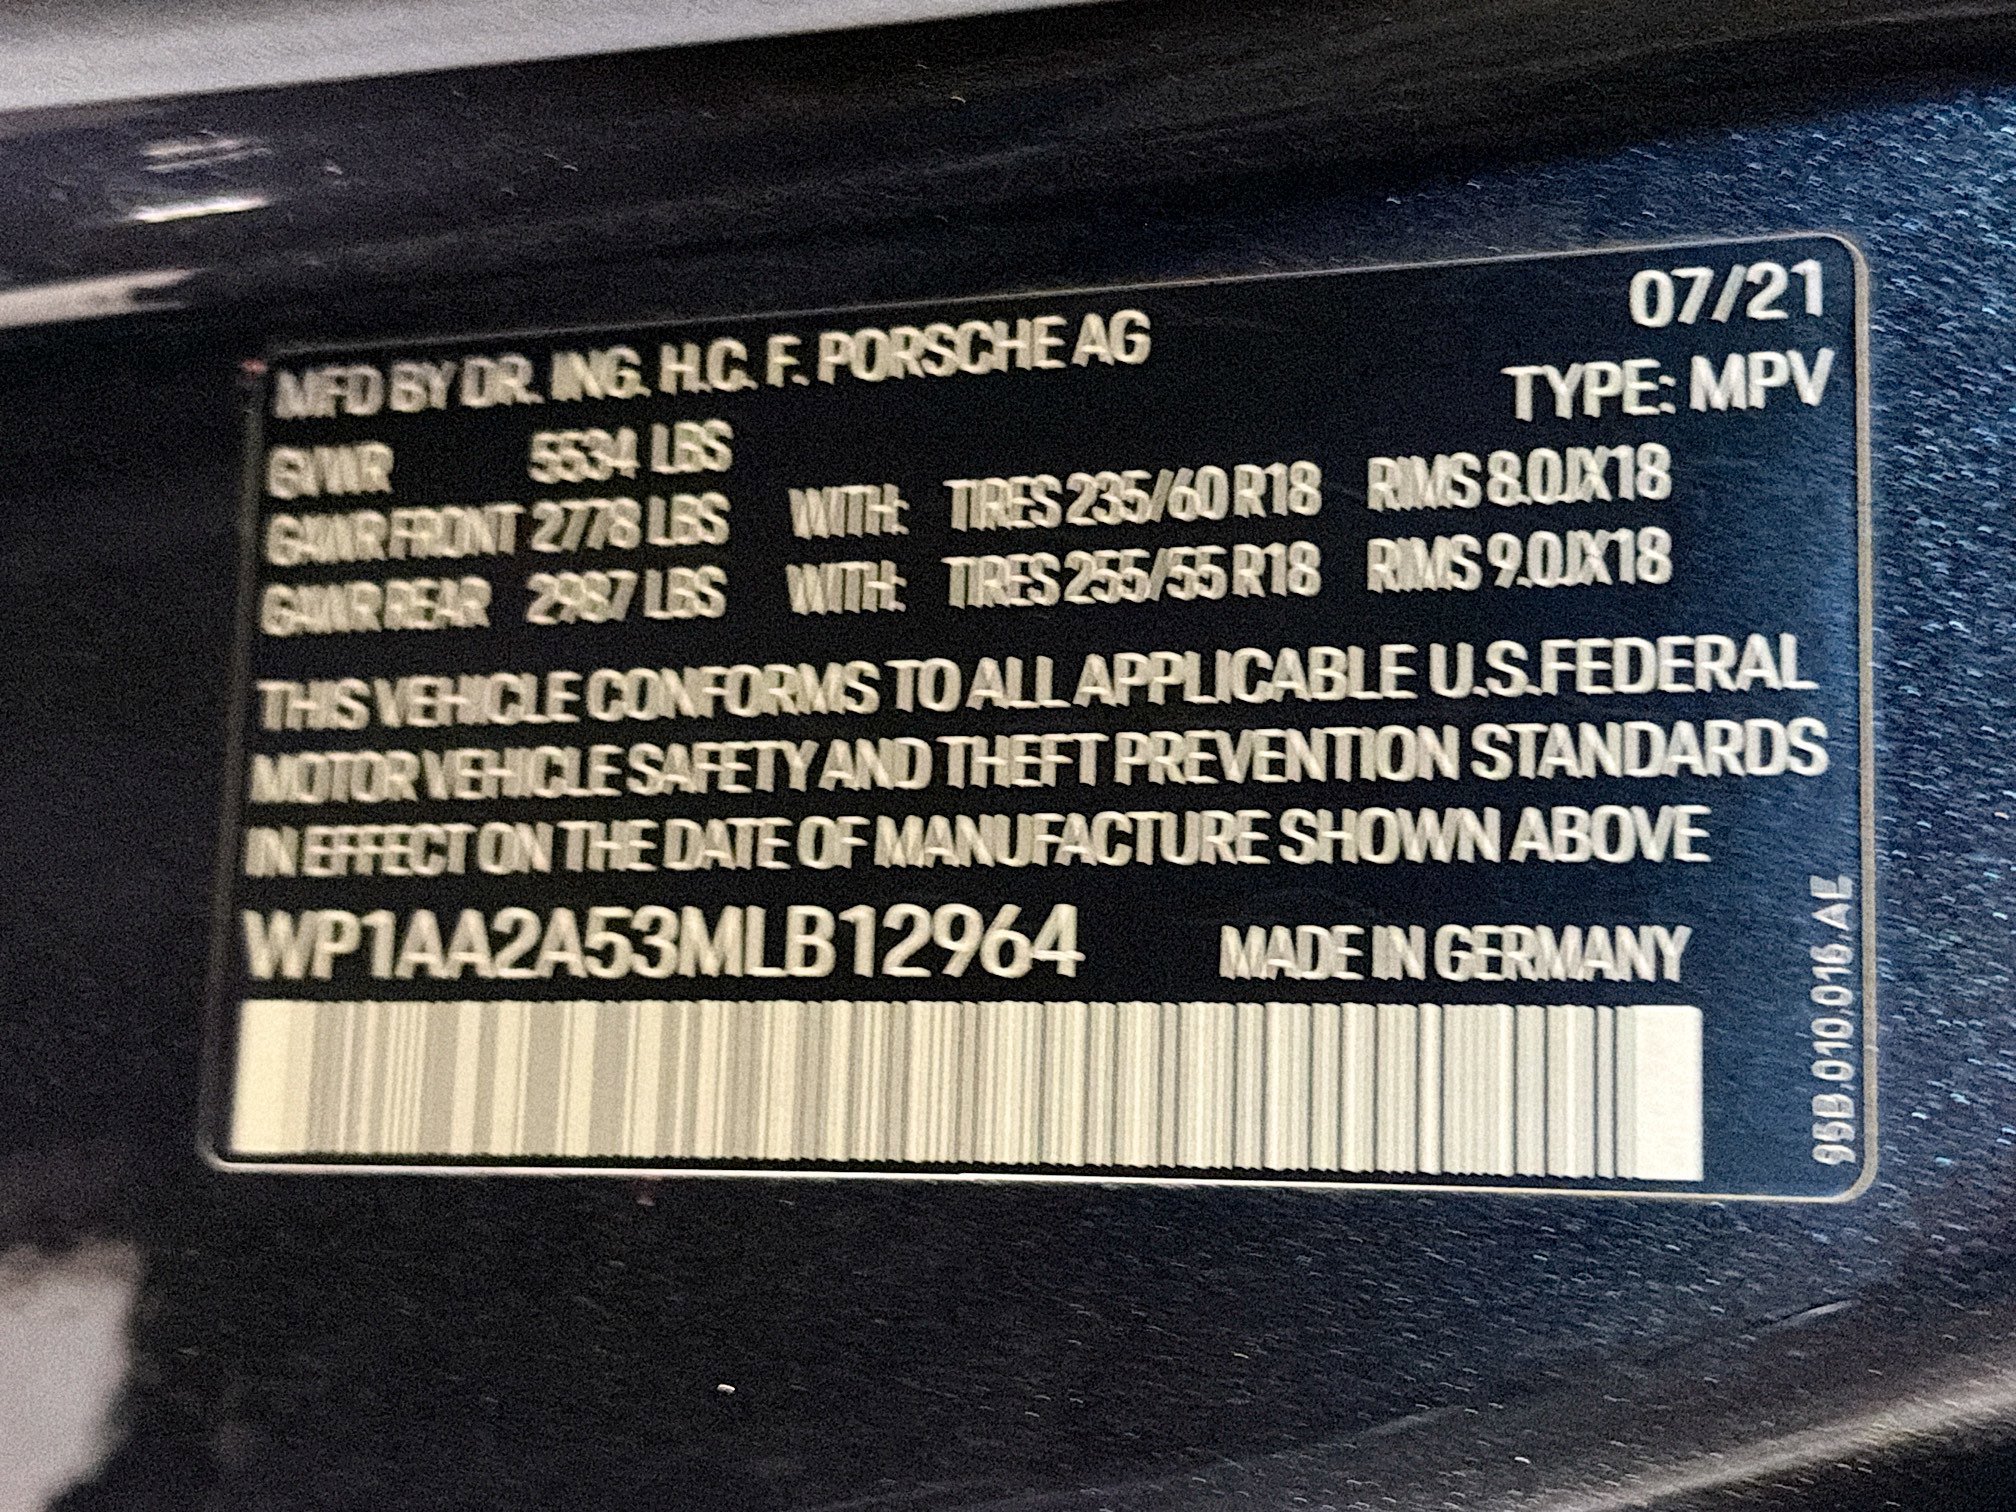 07/21
MFD BY DR. ING. H.C. F. PORSCHE AG
TYPE: MPV
GVWR 5534 LBS
GAWR FRONT 2778 LBS WITH: TIRES 235/60 R18 RIMS 8.0JX18
GAWR REAR 2987 LBS WITH: TIRES 255/55 R18 RIMS 9.0JX18
THIS VEHICLE CONFORMS TO ALL APPLICABLE U.S.FEDERAL
MOTOR VEHICLE SAFETY AND THEFT PREVENTION STANDARDS
IN EFFECT ON THE DATE OF MANUFACTURE SHOWN ABOVE
WP1AA2A53MLB12964 MADE IN GERMANY
95B.010.016 AE